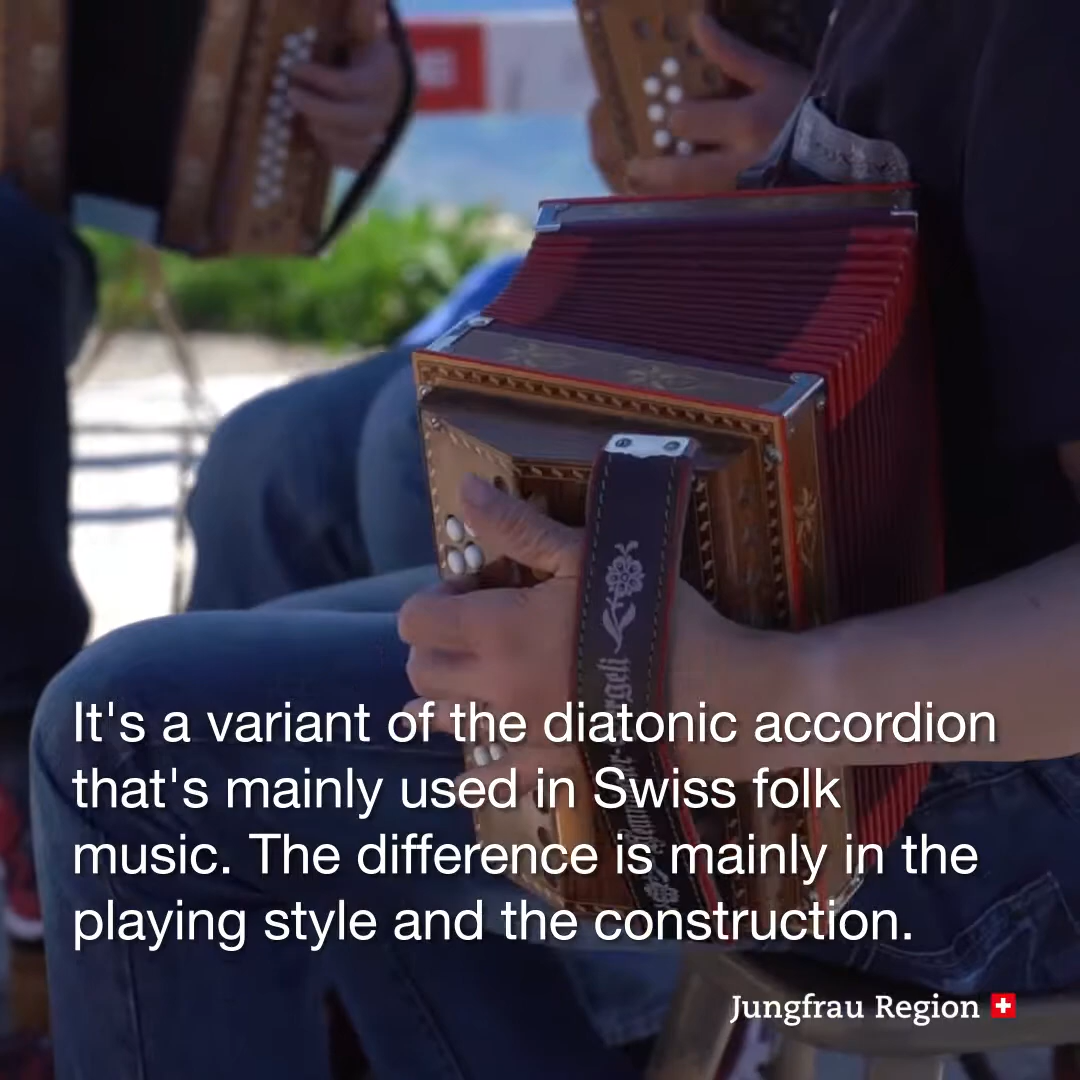 It's a variant of the diatonic accordion
that's mainly used in Swiss folk
music. The difference is mainly in the
playing style and the construction.
Jungfrau Region